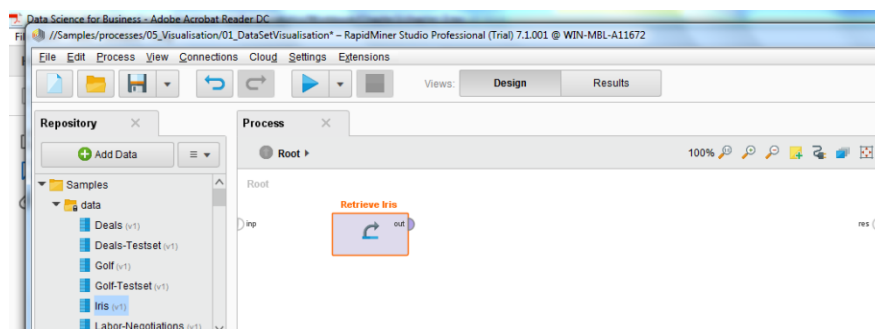 Data Science for Business - Adobe Acrobat Reader DC
//Samples/processes/05_Visualisation/01_DataSetVisualisation* – RapidMiner Studio Professional (Trial) 7.1.001 @ WIN-MBL-A11672
File Edit Process View Connections Cloud Settings Extensions
Views: Design Results
Repository
Process
Add Data
Root
100%
Samples
Root
data
Retrieve Iris
Deals (v1)
inp
out
res
Deals-Testset (v1)
Golf (v1)
Golf-Testset (v1)
Iris (v1)
Labor-Negotiations (v1)